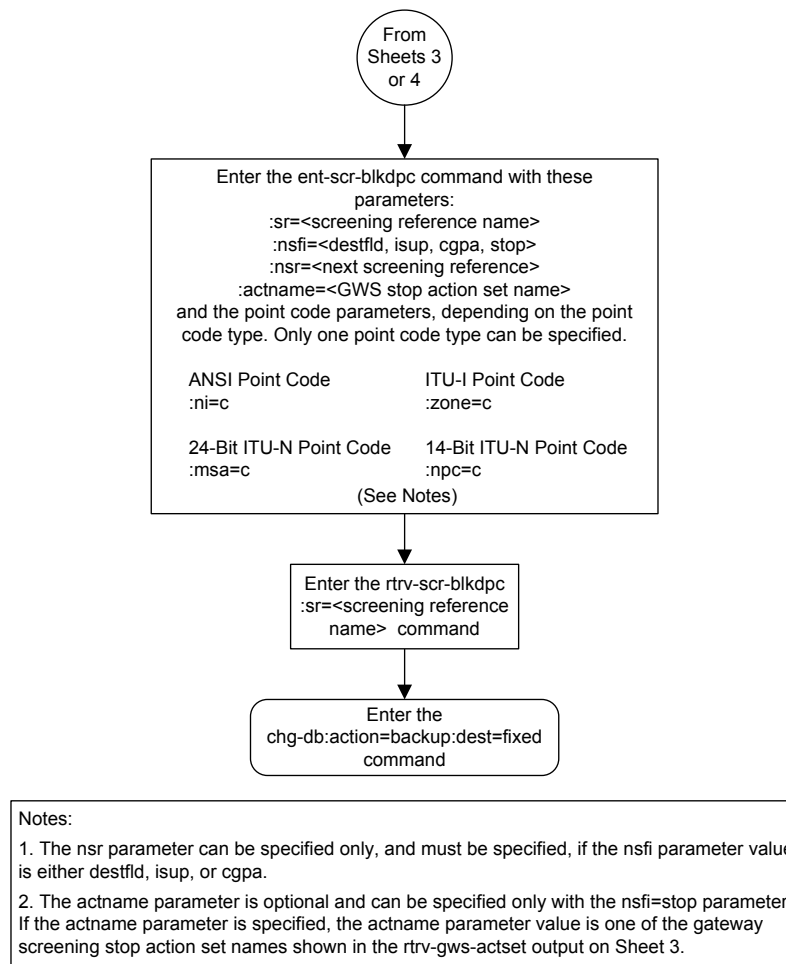 From
Sheets 3
or 4
Enter the ent-scr-blkdpc command with these
parameters:
:sr=<screening reference name>
:nsfi=<destfld, isup, cgpa, stop>
:nsr=<next screening reference>
:actname=<GWS stop action set name>
and the point code parameters, depending on the point
code type. Only one point code type can be specified.
ANSI Point Code
:ni=c
ITU-I Point Code
:zone=c
24-Bit ITU-N Point Code
:msa=c
14-Bit ITU-N Point Code
:npc=c
(See Notes)
Enter the rtrv-scr-blkdpc
:sr=<screening reference
name> command
Enter the
chg-db:action=backup:dest=fixed
command
Notes:
1. The nsr parameter can be specified only, and must be specified, if the nsfi parameter value
is either destfld, isup, or cgpa.
2. The actname parameter is optional and can be specified only with the nsfi=stop parameter
If the actname parameter is specified, the actname parameter value is one of the gateway
screening stop action set names shown in the rtrv-gws-actset output on Sheet 3.